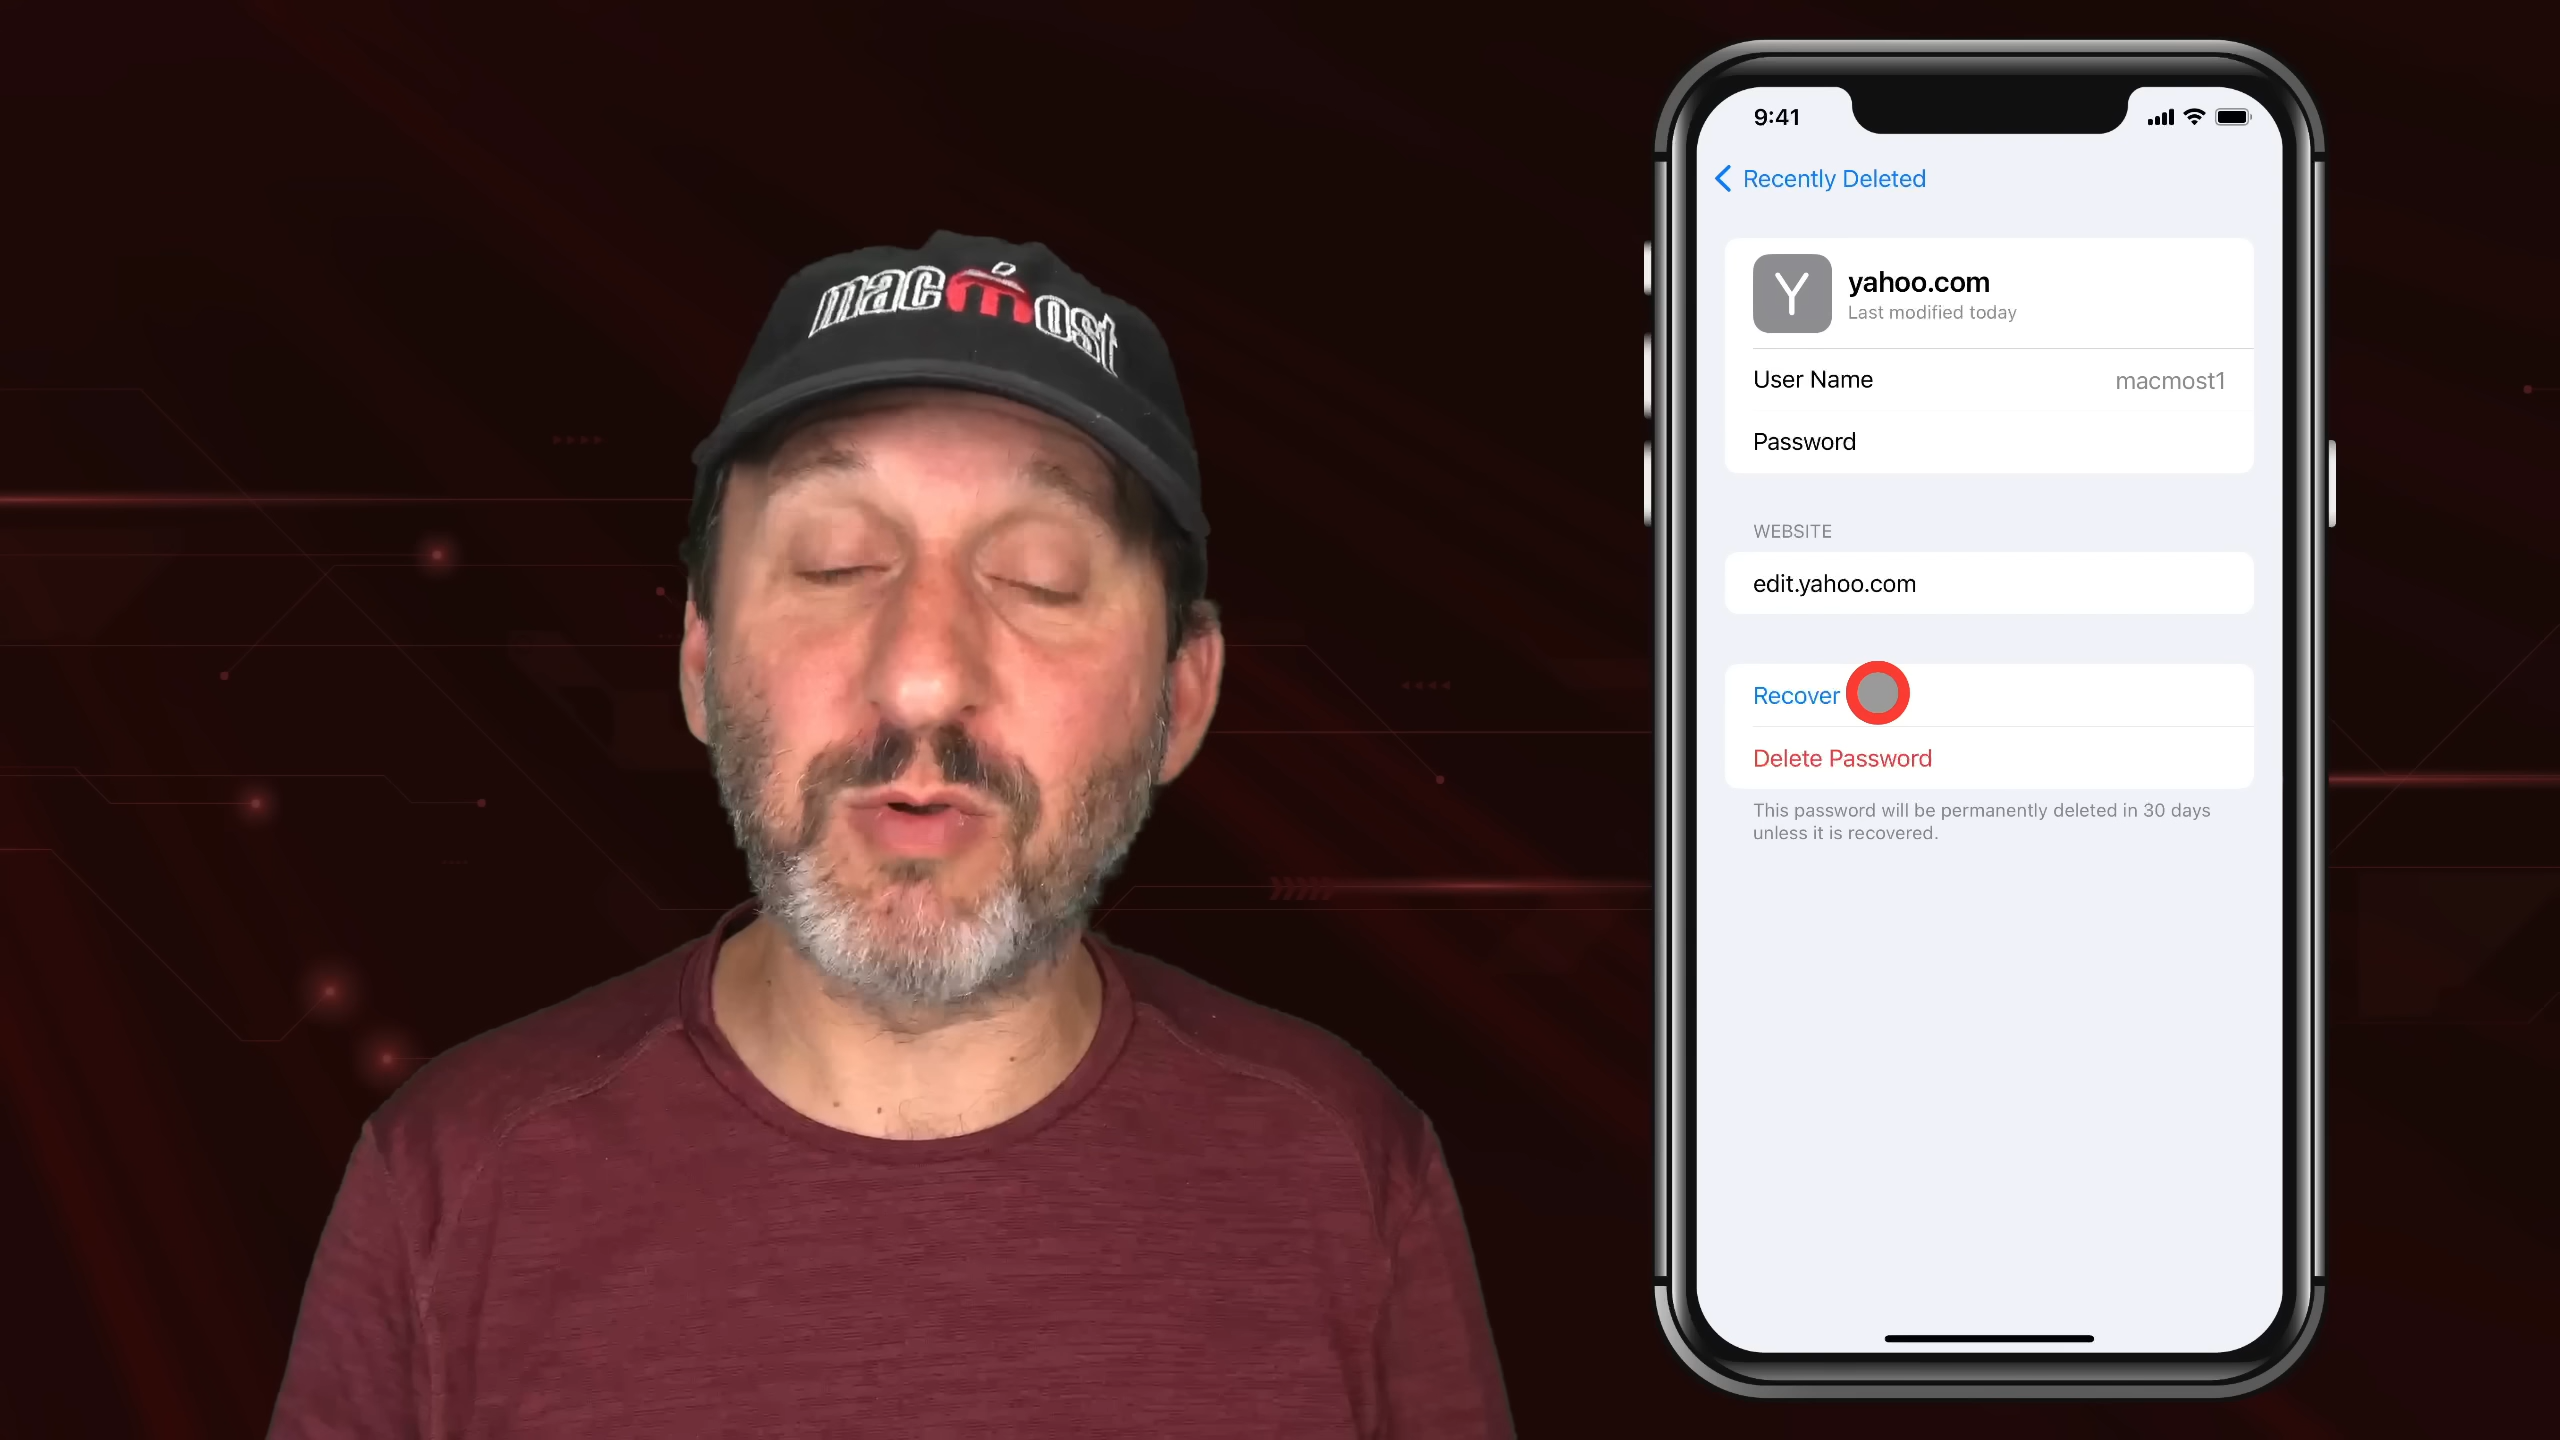 macmost
9:41
Recently Deleted
Y
yahoo.com
Last modified today
User Name macmost1
Password
WEBSITE
edit.yahoo.com
Recover
Delete Password
This password will be permanently deleted in 30 days
unless it is recovered.